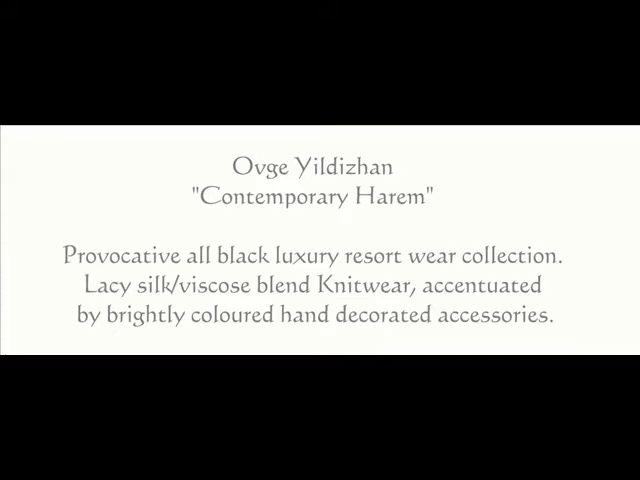 Ovge Yildizhan
"Contemporary Harem"
Provocative all black luxury resort wear collection.
Lacy silk/viscose blend Knitwear, accentuated
by brightly coloured hand decorated accessories.